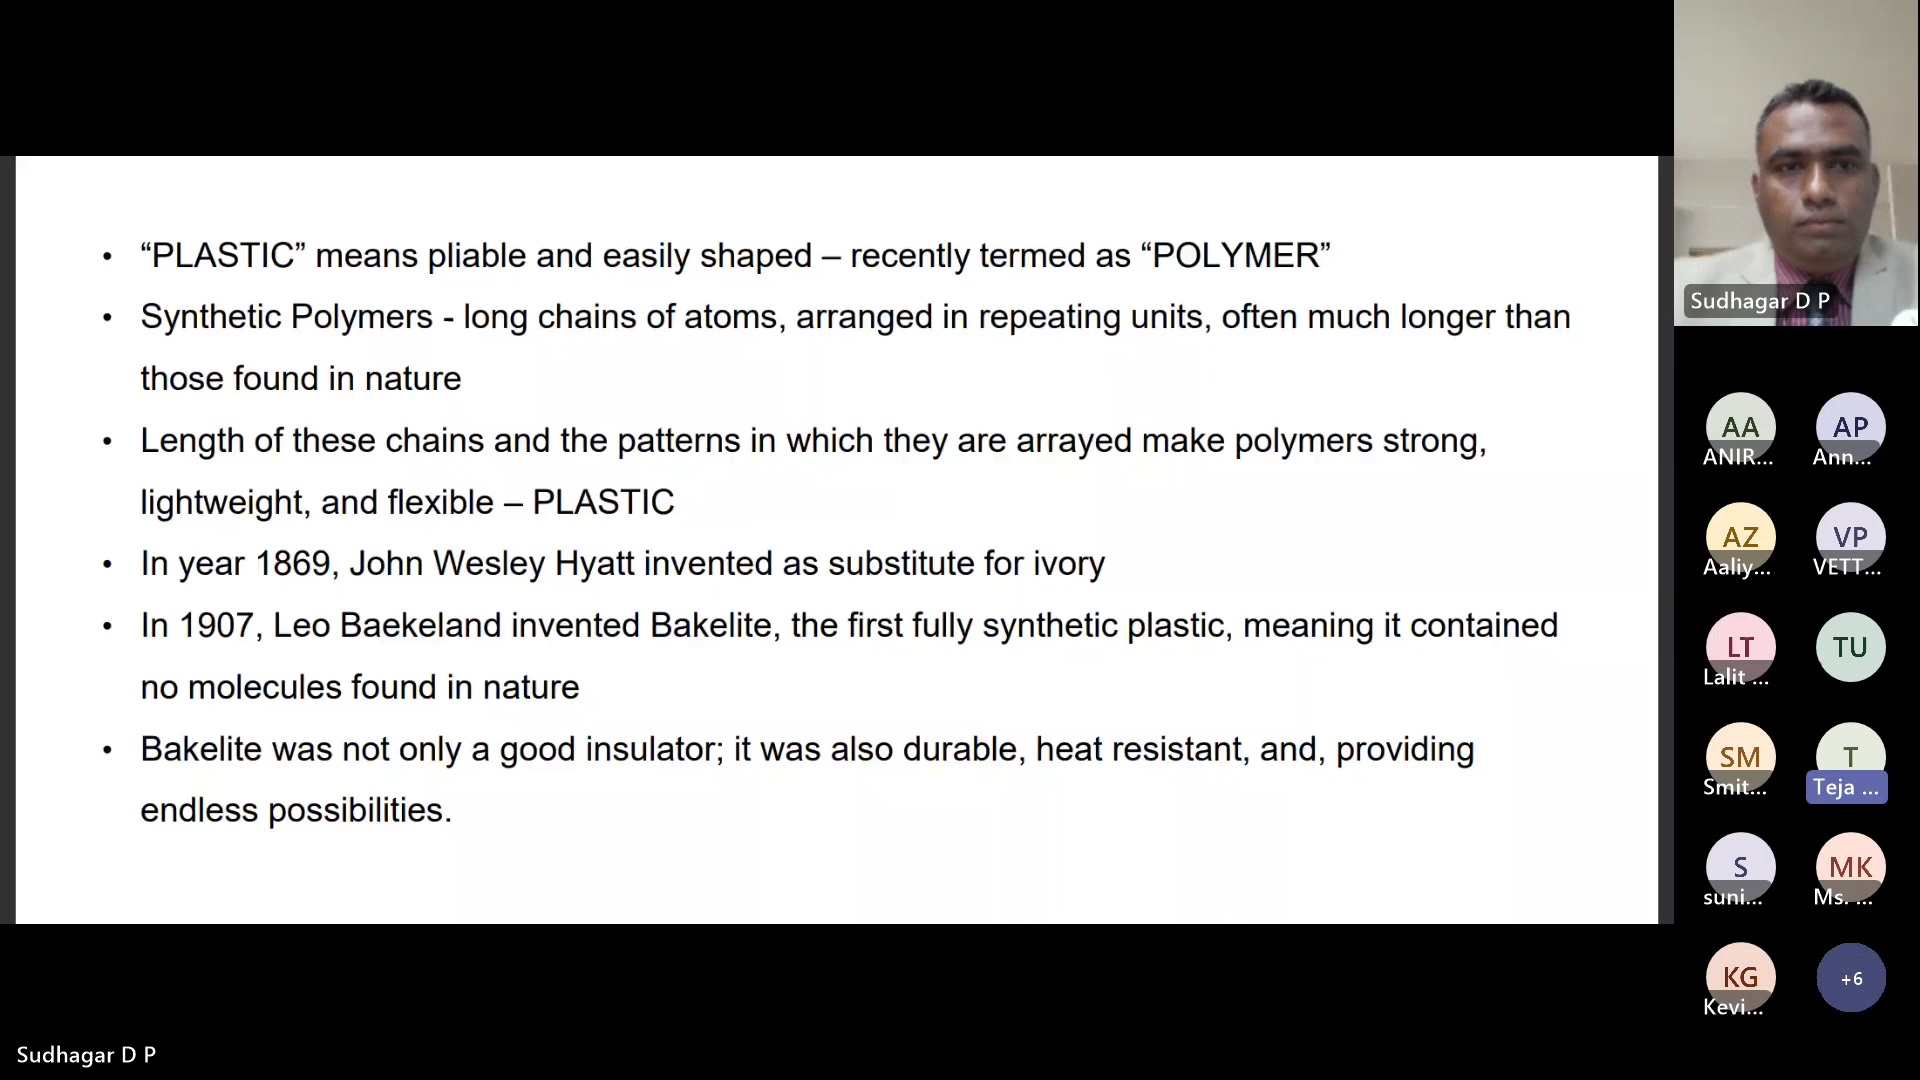 • “PLASTIC” means pliable and easily shaped – recently termed as “POLYMER”
• Synthetic Polymers - long chains of atoms, arranged in repeating units, often much longer than
those found in nature
• Length of these chains and the patterns in which they are arrayed make polymers strong,
lightweight, and flexible – PLASTIC
• In year 1869, John Wesley Hyatt invented as substitute for ivory
• In 1907, Leo Baekeland invented Bakelite, the first fully synthetic plastic, meaning it contained
no molecules found in nature
• Bakelite was not only a good insulator; it was also durable, heat resistant, and, providing
endless possibilities.
Sudhagar D P
AA AP
ANIR... Ann...
AZ VP
Aaliy... VETT...
LT TU
Lalit ...
SM T
Smit... Teja ...
S MK
suni... Ms. ...
KG +6
Kevi...
Sudhagar D P